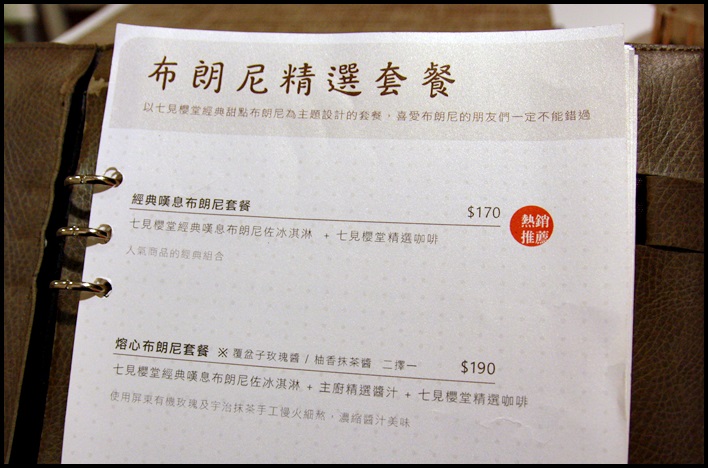 布朗尼精選套餐
以七見櫻堂經典甜點布朗尼為主題設計的套餐、喜愛布朗尼的朋友們一定不能錯過
經典嘆息布朗尼套餐 $170
熱銷
推薦
七見櫻堂經典嘆息布朗尼佐冰淇淋 + 七見櫻堂精選咖啡
人氣商品的經典組合
熔心布朗尼套餐 ※ 覆盆子玫瑰醬 / 柚香抹茶醬 二擇一 $190
七見櫻堂經典嘆息布朗尼佐冰淇淋 + 主廚精選醬汁 + 七見櫻堂精選咖啡
使用屏東有機玫瑰及宇治抹茶手工慢火細熬、濃縮醬汁美味